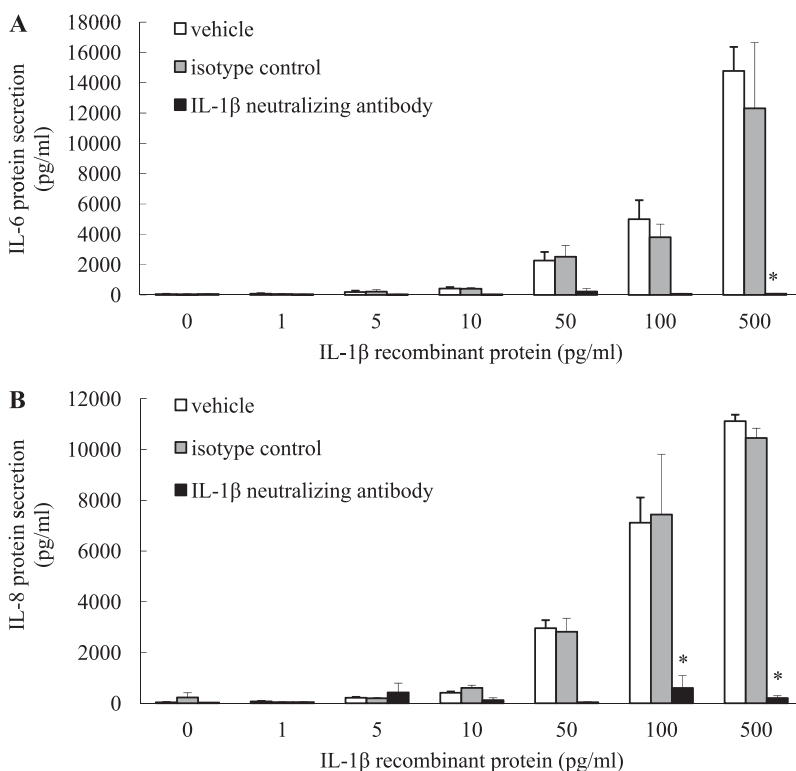 A
vehicle
isotype control
IL-1β neutralizing antibody
IL-6 protein secretion
(pg/ml)
18000
16000
14000
12000
10000
8000
6000
4000
2000
0
*
0 1 5 10 50 100 500
IL-1β recombinant protein (pg/ml)
B
vehicle
isotype control
IL-1β neutralizing antibody
IL-8 protein secretion
(pg/ml)
12000
10000
8000
6000
4000
2000
0
*
*
0 1 5 10 50 100 500
IL-1β recombinant protein (pg/ml)